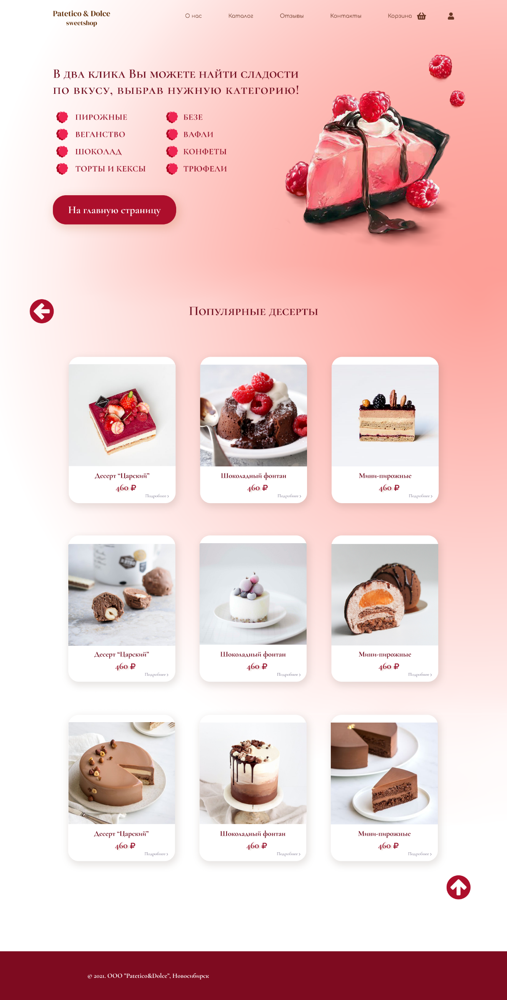 Patetico & Dolce
sweetshop
О нас
Каталог
Отзывы
Контакты
Корзина
В два клика Вы можете найти сладости
по вкусу, выбрав нужную категорию!
ПИРОЖНЫЕ
БЕЗЕ
ВЕГАНСТВО
ВАФЛИ
ШОКОЛАД
КОНФЕТЫ
ТОРТЫ И КЕКСЫ
ТРЮФЕЛИ
На главную страницу
Популярные десерты
Десерт “Царский”
460 ₽
Подробнее ›
Шоколадный фонтан
460 ₽
Подробнее ›
Мини-пирожные
460 ₽
Подробнее ›
Десерт “Царский”
460 ₽
Подробнее ›
Шоколадный фонтан
460 ₽
Подробнее ›
Мини-пирожные
460 ₽
Подробнее ›
Десерт “Царский”
460 ₽
Подробнее ›
Шоколадный фонтан
460 ₽
Подробнее ›
Мини-пирожные
460 ₽
Подробнее ›
© 2021. ООО ”Patetico&Dolce”, Новосибирск